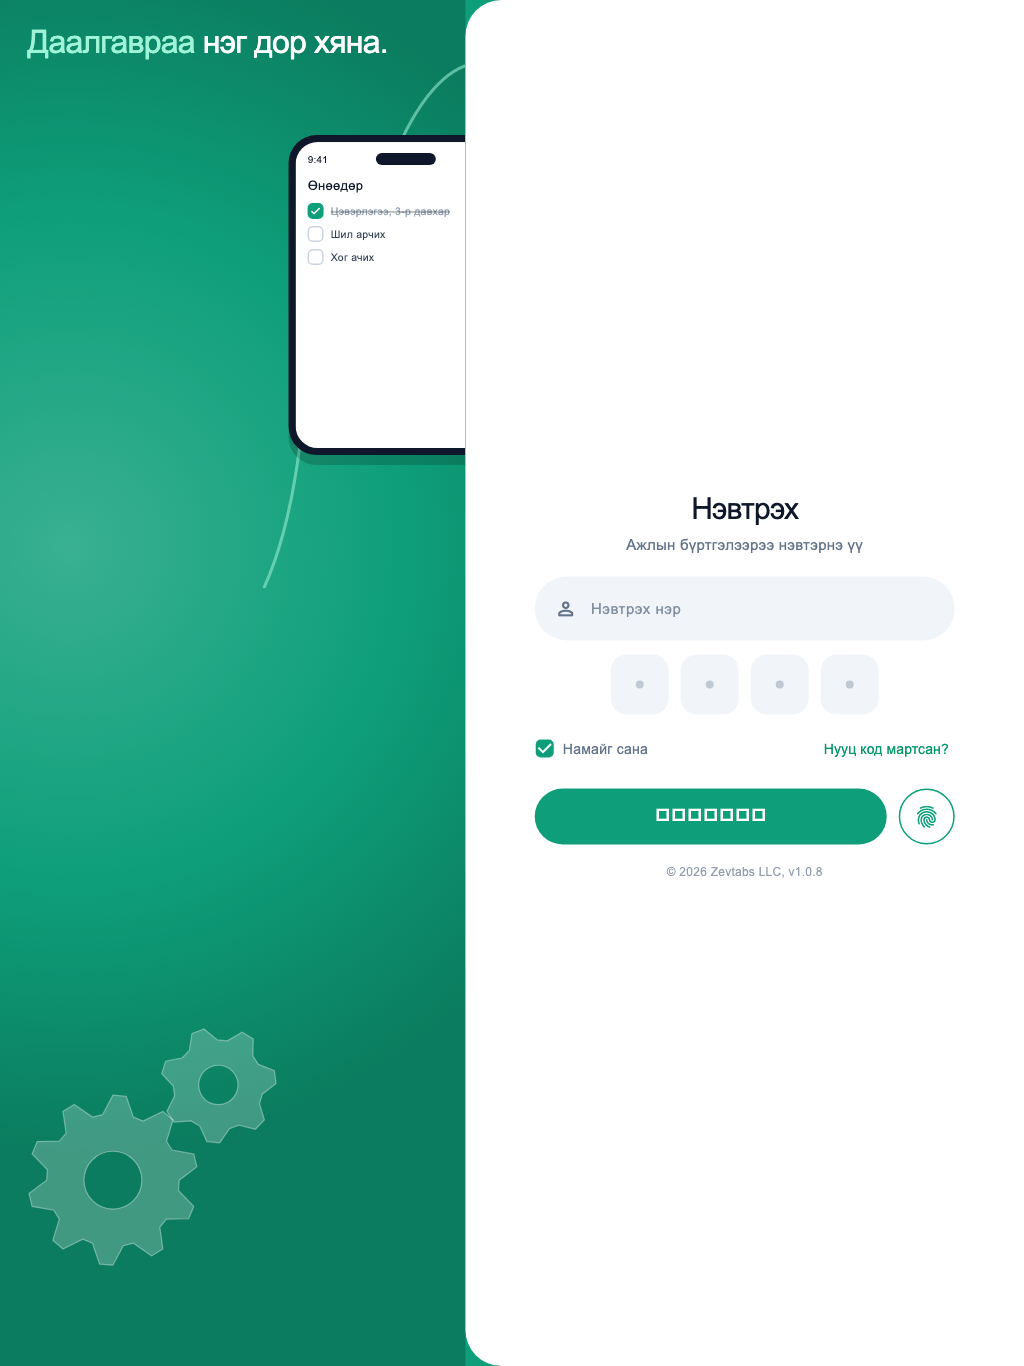 Даалгавраа нэг дор хяна.
9:41
Өнөөдөр
Цэвэрлэгээ, 3-р давхар
Шил арчих
Хог ачих
Нэвтрэх
Ажлын бүртгэлээрээ нэвтэрнэ үү
Нэвтрэх нэр
Намайг сана
Нууц код мартсан?
© 2026 Zevtabs LLC, v1.0.8